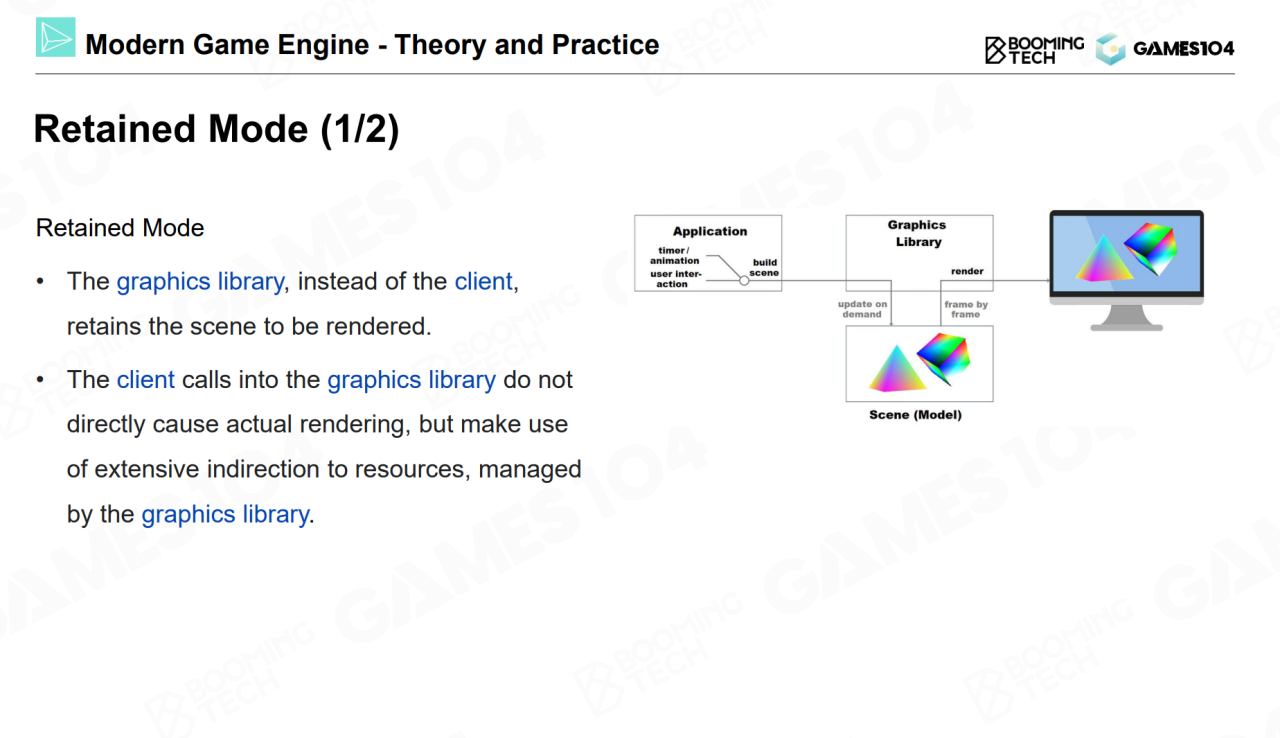 Modern Game Engine - Theory and Practice
BOOMING
TECH
GAMES104
Retained Mode (1/2)
Retained Mode
• The graphics library, instead of the client,
retains the scene to be rendered.
• The client calls into the graphics library do not
directly cause actual rendering, but make use
of extensive indirection to resources, managed
by the graphics library.
Application
timer/
animation
user inter-
action
build
scene
Graphics
Library
render
update on
demand
frame by
frame
Scene (Model)